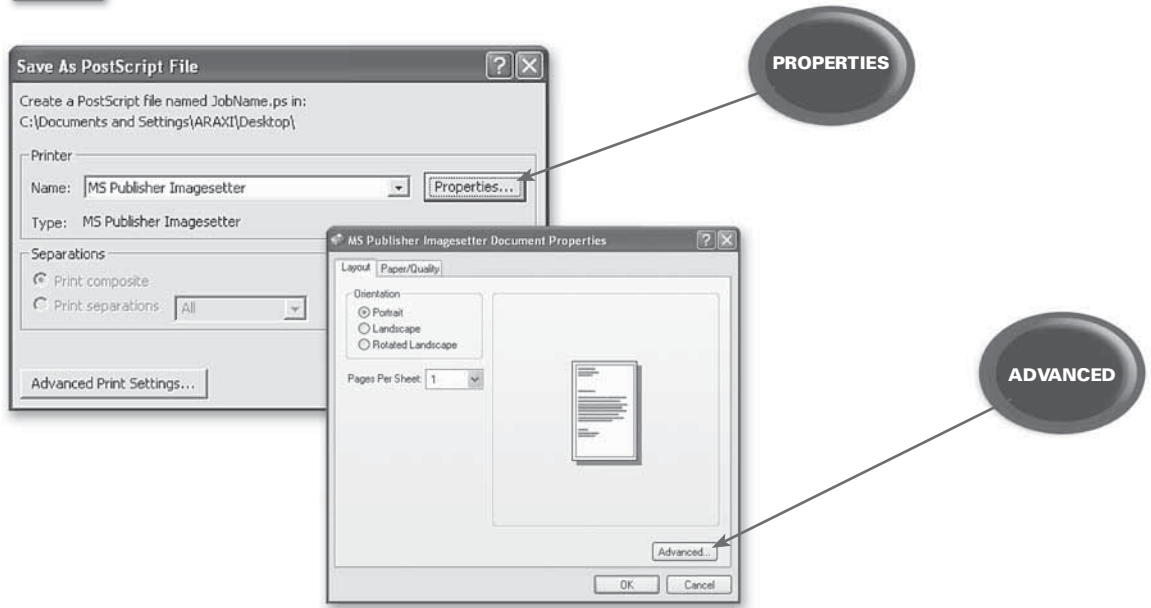 PROPERTIES
Save As PostScript File
Create a PostScript file named JobName.ps in:
C:\Documents and Settings\ARAXI\Desktop\
Printer
Name: MS Publisher Imagesetter Properties...
Type: MS Publisher Imagesetter
Separations
Print composite
Print separations All
Advanced Print Settings...
MS Publisher Imagesetter Document Properties
Layout Paper/Quality
Orientation
Portrait
Landscape
Rotated Landscape
Pages Per Sheet: 1
Advanced...
OK Cancel
ADVANCED